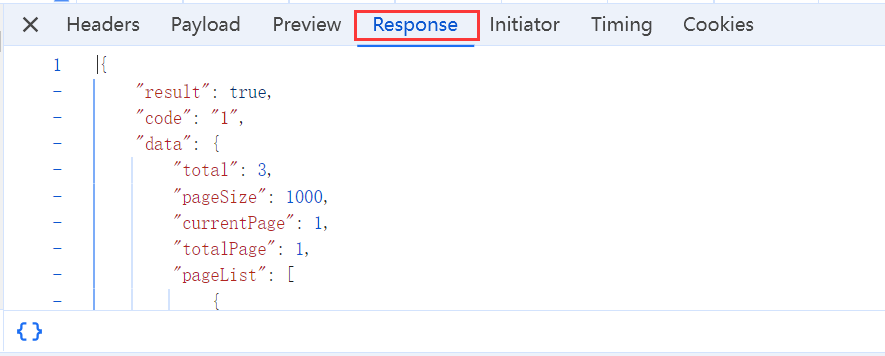 × Headers Payload Preview Response Initiator Timing Cookies
1 {
- "result": true,
- "code": "1",
- "data": {
- "total": 3,
- "pageSize": 1000,
- "currentPage": 1,
- "totalPage": 1,
- "pageList": [
- {
{}